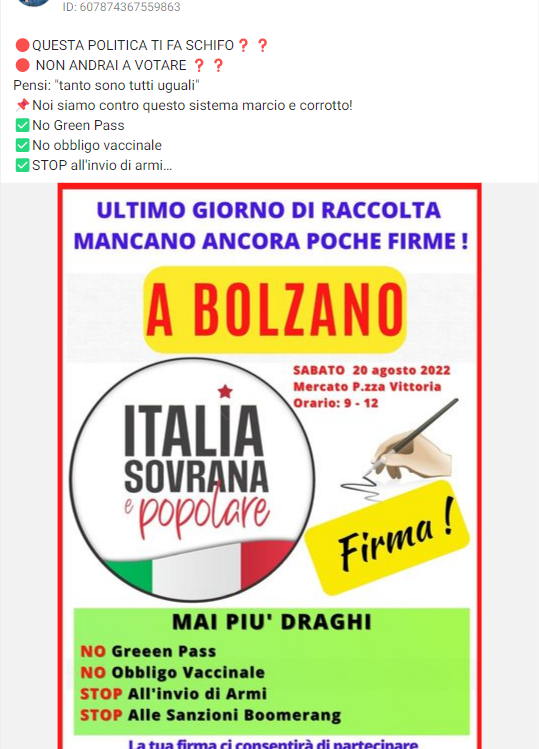 ID: 607874367559863
🔴QUESTA POLITICA TI FA SCHIFO❓❓
🔴 NON ANDRAI A VOTARE ❓❓
Pensi: "tanto sono tutti uguali"
📌Noi siamo contro questo sistema marcio e corrotto!
✅No Green Pass
✅No obbligo vaccinale
✅STOP all'invio di armi...
ULTIMO GIORNO DI RACCOLTA
MANCANO ANCORA POCHE FIRME !
A BOLZANO
SABATO 20 agosto 2022
Mercato P.zza Vittoria
Orario: 9 - 12
ITALIA
SOVRANA
e popolare
Firma !
MAI PIU' DRAGHI
NO Greeen Pass
NO Obbligo Vaccinale
STOP All'invio di Armi
STOP Alle Sanzioni Boomerang
La tua firma ci consentirà di partecipare